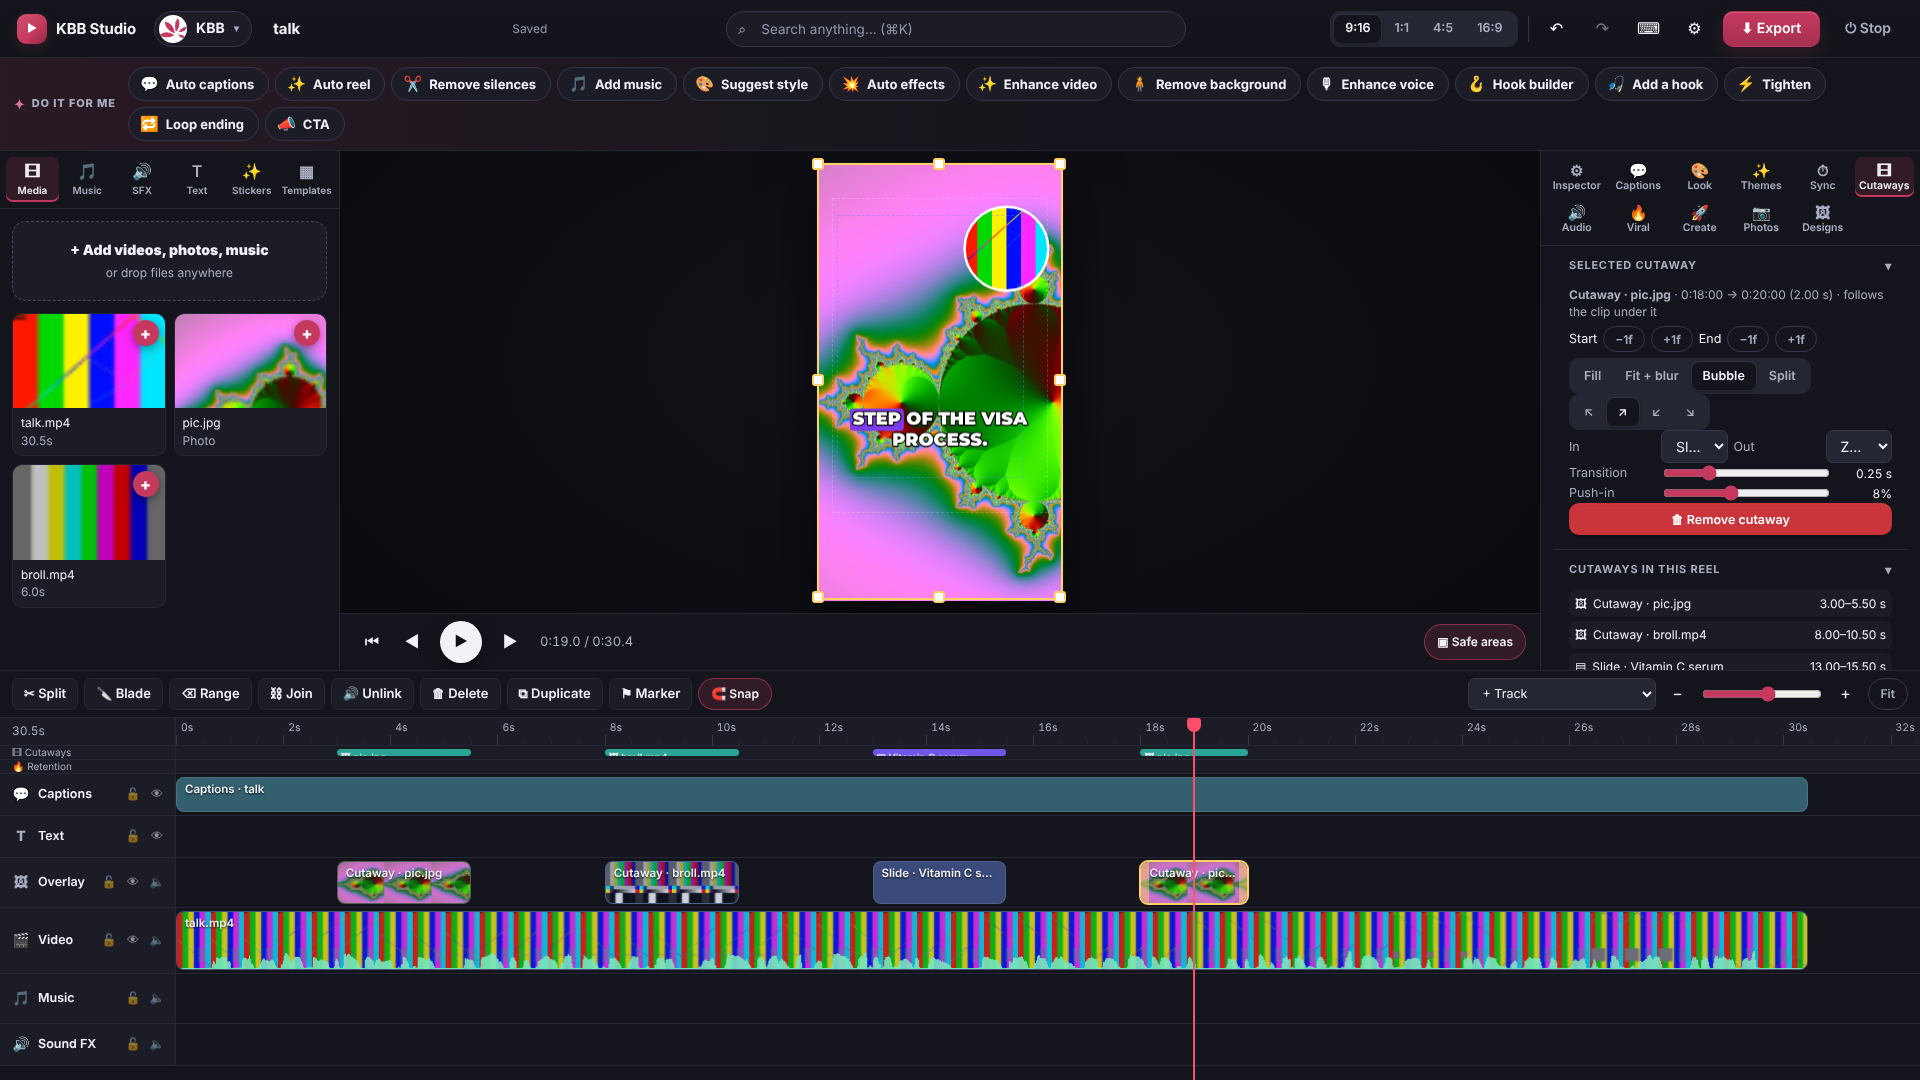 KBB Studio
KBB
talk
Saved
Search anything... (⌘K)
9:16
1:1
4:5
16:9
Export
Stop
DO IT FOR ME
Auto captions
Auto reel
Remove silences
Add music
Suggest style
Auto effects
Enhance video
Remove background
Enhance voice
Hook builder
Add a hook
Tighten
Loop ending
CTA
Media
Music
SFX
Text
Stickers
Templates
+ Add videos, photos, music
or drop files anywhere
talk.mp4
30.5s
pic.jpg
Photo
broll.mp4
6.0s
STEP OF THE VISA
PROCESS.
0:19.0 / 0:30.4
Safe areas
Inspector
Captions
Look
Themes
Sync
Cutaways
Audio
Viral
Create
Photos
Designs
SELECTED CUTAWAY
Cutaway · pic.jpg · 0:18:00 → 0:20:00 (2.00 s) · follows
the clip under it
Start −1f +1f End −1f +1f
Fill
Fit + blur
Bubble
Split
In Sl... Out Z...
Transition 0.25 s
Push-in 8%
Remove cutaway
CUTAWAYS IN THIS REEL
Cutaway · pic.jpg 3.00–5.50 s
Cutaway · broll.mp4 8.00–10.50 s
Slide · Vitamin C serum 13.00–15.50 s
Split
Blade
Range
Join
Unlink
Delete
Duplicate
Marker
Snap
+ Track
Fit
30.5s
0s 2s 4s 6s 8s 10s 12s 14s 16s 18s 20s 22s 24s 26s 28s 30s 32s
Cutaways
Retention
Captions
Captions · talk
Text
Overlay
Cutaway · pic.jpg
Cutaway · broll.mp4
Slide · Vitamin C s...
Cutaway · pic...
Video
talk.mp4
Music
Sound FX